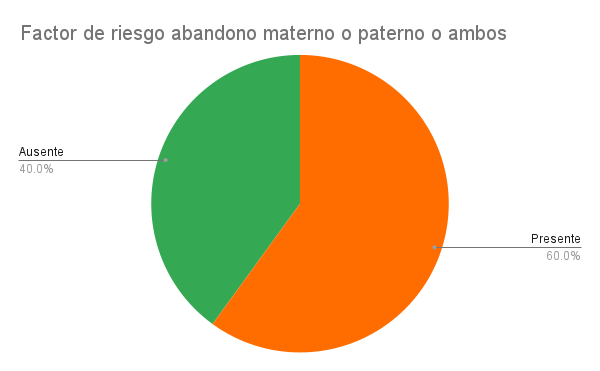 Factor de riesgo abandono materno o paterno o ambos
Ausente
40.0%
Presente
60.0%